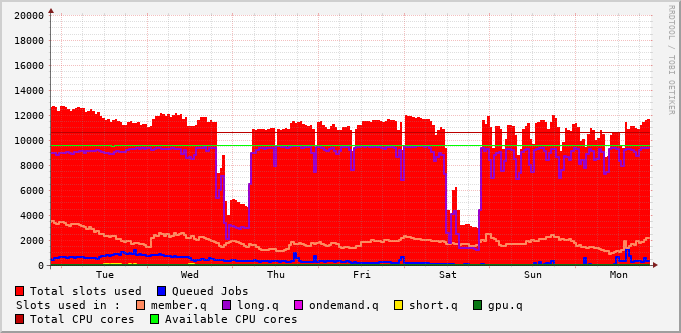 20000
18000
16000
14000
12000
10000
8000
6000
4000
2000
0
Tue Wed Thu Fri Sat Sun Mon
RRDTOOL / TOBI OETIKER
Total slots used Queued Jobs
Slots used in : member.q long.q ondemand.q short.q gpu.q
Total CPU cores Available CPU cores